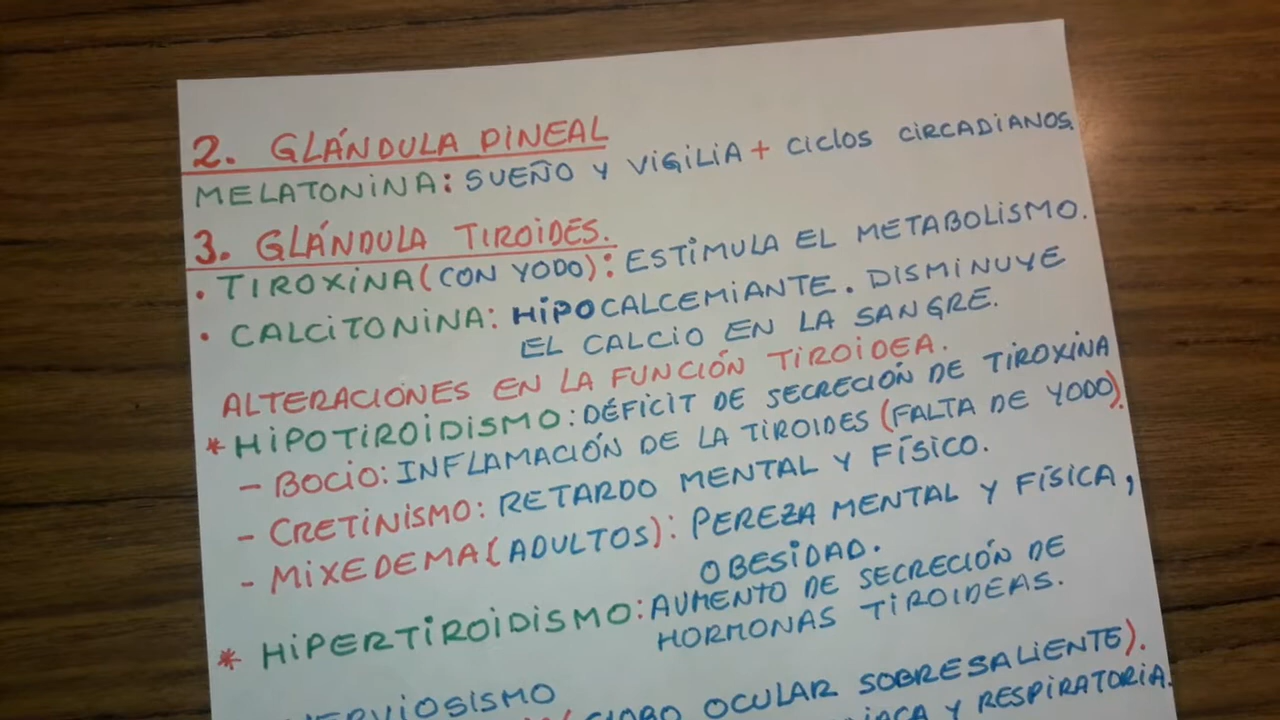 2. GLÁNDULA PINEAL
MELATONINA: SUEÑO Y VIGILIA + CICLOS CIRCADIANOS.
3. GLÁNDULA TIROIDES.
• TIROXINA (CON YODO): ESTIMULA EL METABOLISMO.
• CALCITONINA: HIPOCALCEMIANTE. DISMINUYE
EL CALCIO EN LA SANGRE.
ALTERACIONES EN LA FUNCIÓN TIROIDEA.
* HIPOTIROIDISMO: DÉFICIT DE SECRECIÓN DE TIROXINA
- BOCIO: INFLAMACIÓN DE LA TIROIDES (FALTA DE YODO).
- CRETINISMO: RETARDO MENTAL Y FÍSICO.
- MIXEDEMA (ADULTOS): PEREZA MENTAL Y FÍSICA,
OBESIDAD.
* HIPERTIROIDISMO: AUMENTO DE SECRECIÓN DE
HORMONAS TIROIDEAS.
NERVIOSISMO
OCULAR SOBRESALIENTE).
Y RESPIRATORIA.